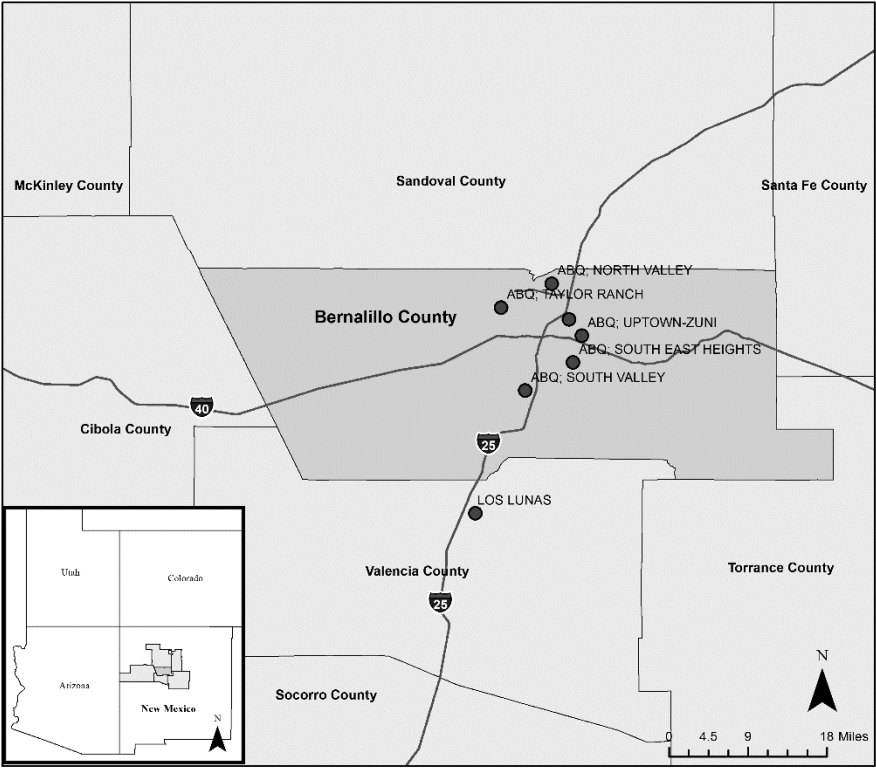 McKinley County
Sandoval County
Santa Fe County
ABQ; NORTH VALLEY
ABQ; TAYLOR RANCH
Bernalillo County
ABQ; UPTOWN-ZUNI
ABQ; SOUTH EAST HEIGHTS
ABQ; SOUTH VALLEY
40
Cibola County
25
LOS LUNAS
Valencia County
Torrance County
25
Utah
Colorado
Arizona
New Mexico
N
Socorro County
N
0 4.5 9 18 Miles